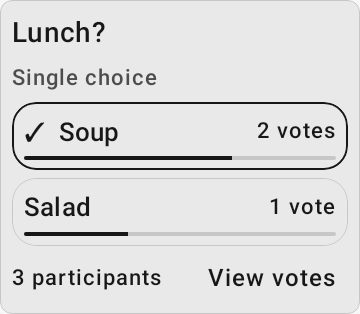 Lunch?
Single choice
✓ Soup 2 votes
Salad 1 vote
3 participants View votes